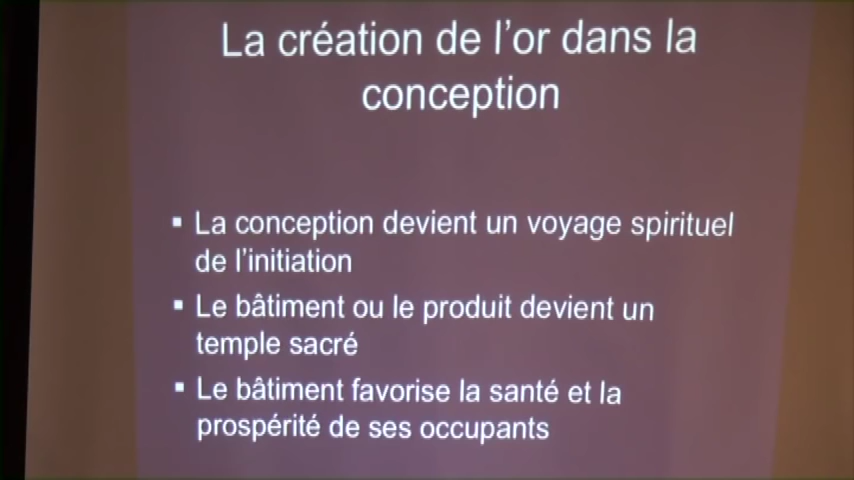 La création de l'or dans la
conception
▪ La conception devient un voyage spirituel
de l'initiation
▪ Le bâtiment ou le produit devient un
temple sacré
▪ Le bâtiment favorise la santé et la
prospérité de ses occupants